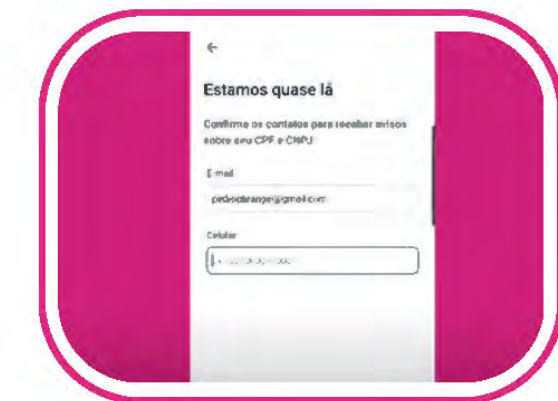 Estamos quase lá
Confirme os contatos para receber avisos
sobre seu CPF e CNPJ
E-mail
Celular